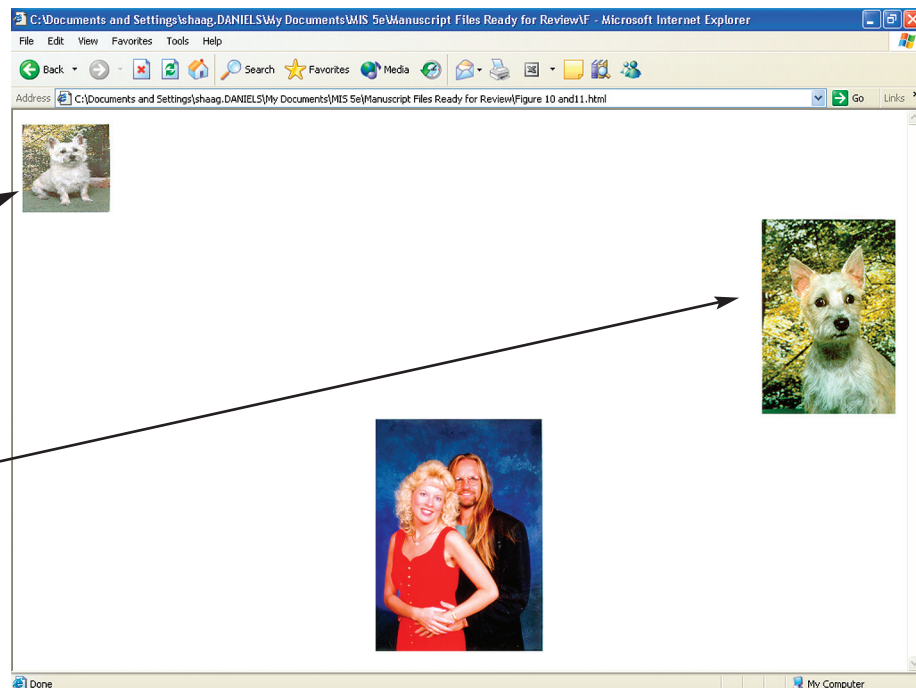 C:\Documents and Settings\shaag.DANIELS\My Documents\MIS 5e\Manuscript Files Ready for Review\F - Microsoft Internet Explorer
File Edit View Favorites Tools Help
Back Search Favorites Media
Address C:\Documents and Settings\shaag.DANIELS\My Documents\MIS 5e\Manuscript Files Ready for Review\Figure 10 and11.html Go Links
Done My Computer